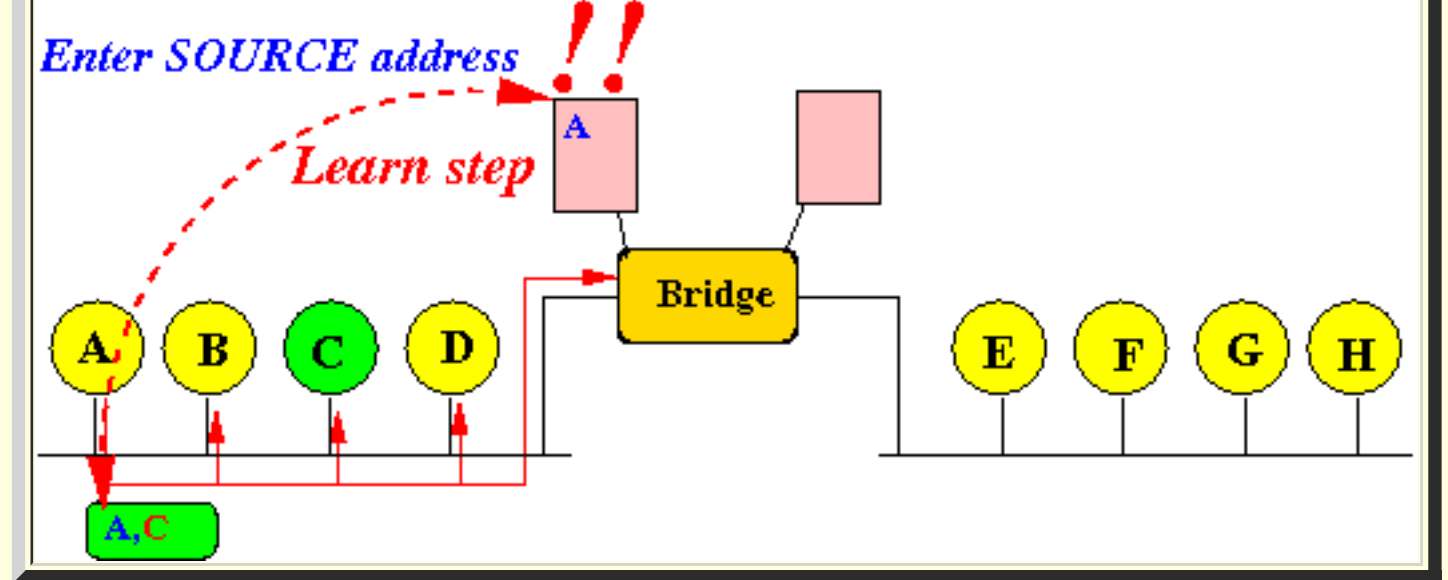 !!
Enter SOURCE address
A
Learn step
Bridge
A B C D E F G H
A,C